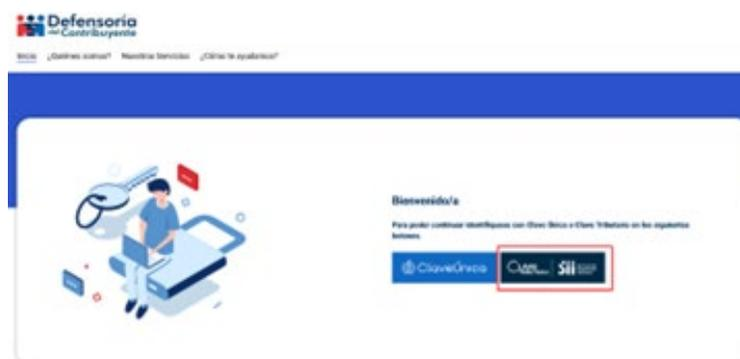 Defensoría
del Contribuyente
Inicio ¿Quiénes somos? Nuestros Servicios ¿Cómo te ayudamos?
Bienvenido/a
Para poder continuar identifíquese con Clave Única o Clave Tributaria en los siguientes
botones.
ClaveÚnica
Sii